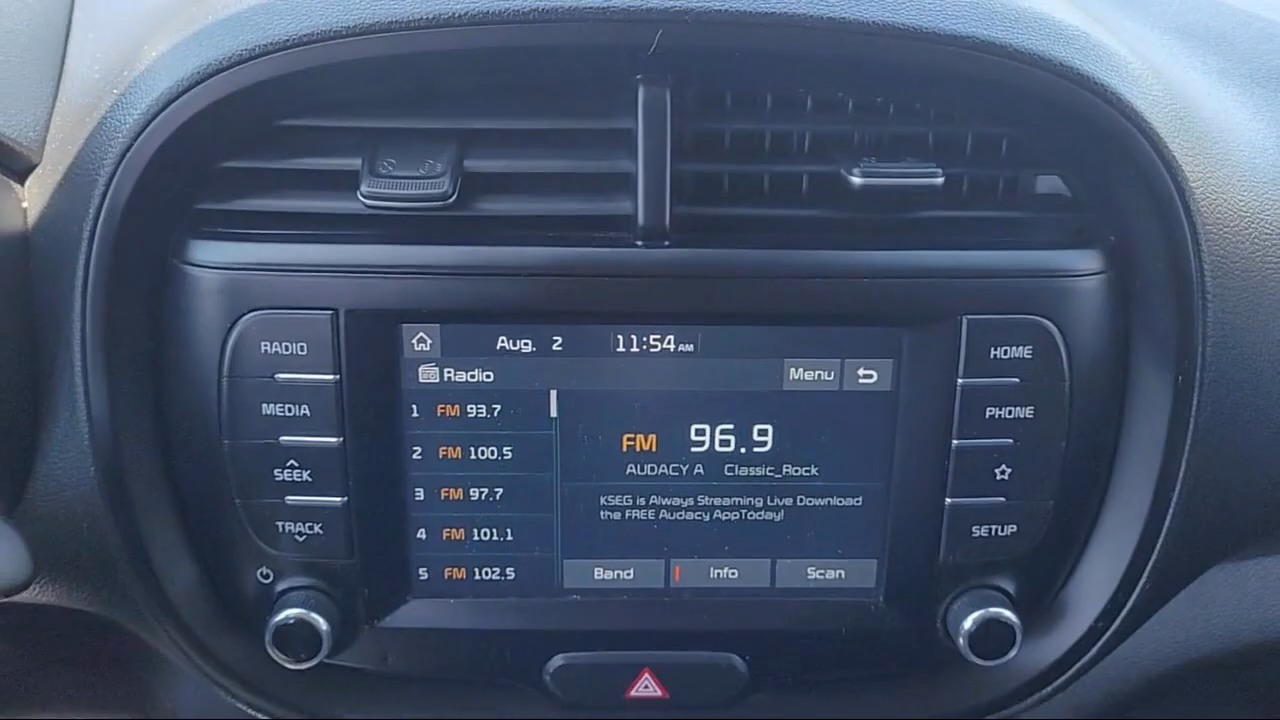 Aug. 2 11:54 AM
Radio Menu
1 FM 93.7
2 FM 100.5
3 FM 97.7
4 FM 101.1
5 FM 102.5
FM 96.9
AUDACY A Classic_Rock
KSEG is Always Streaming Live Download
the FREE Audacy AppToday!
Band Info Scan
RADIO
MEDIA
SEEK
TRACK
HOME
PHONE
SETUP